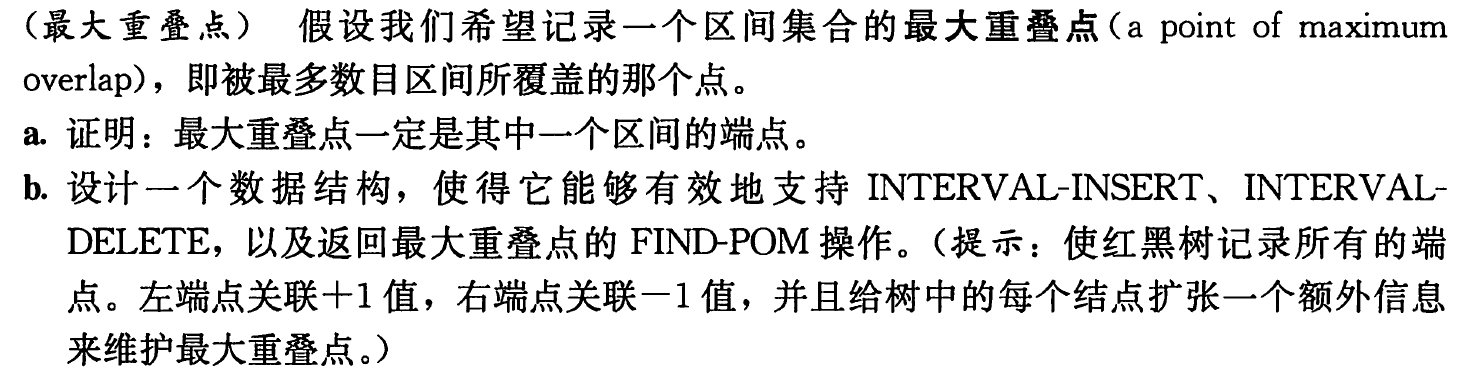 (最大重叠点) 假设我们希望记录一个区间集合的最大重叠点(a point of maximum
overlap)，即被最多数目区间所覆盖的那个点。
a. 证明：最大重叠点一定是其中一个区间的端点。
b. 设计一个数据结构，使得它能够有效地支持 INTERVAL-INSERT、INTERVAL-
DELETE，以及返回最大重叠点的 FIND-POM 操作。(提示：使红黑树记录所有的端
点。左端点关联+1 值，右端点关联-1 值，并且给树中的每个结点扩张一个额外信息
来维护最大重叠点。)